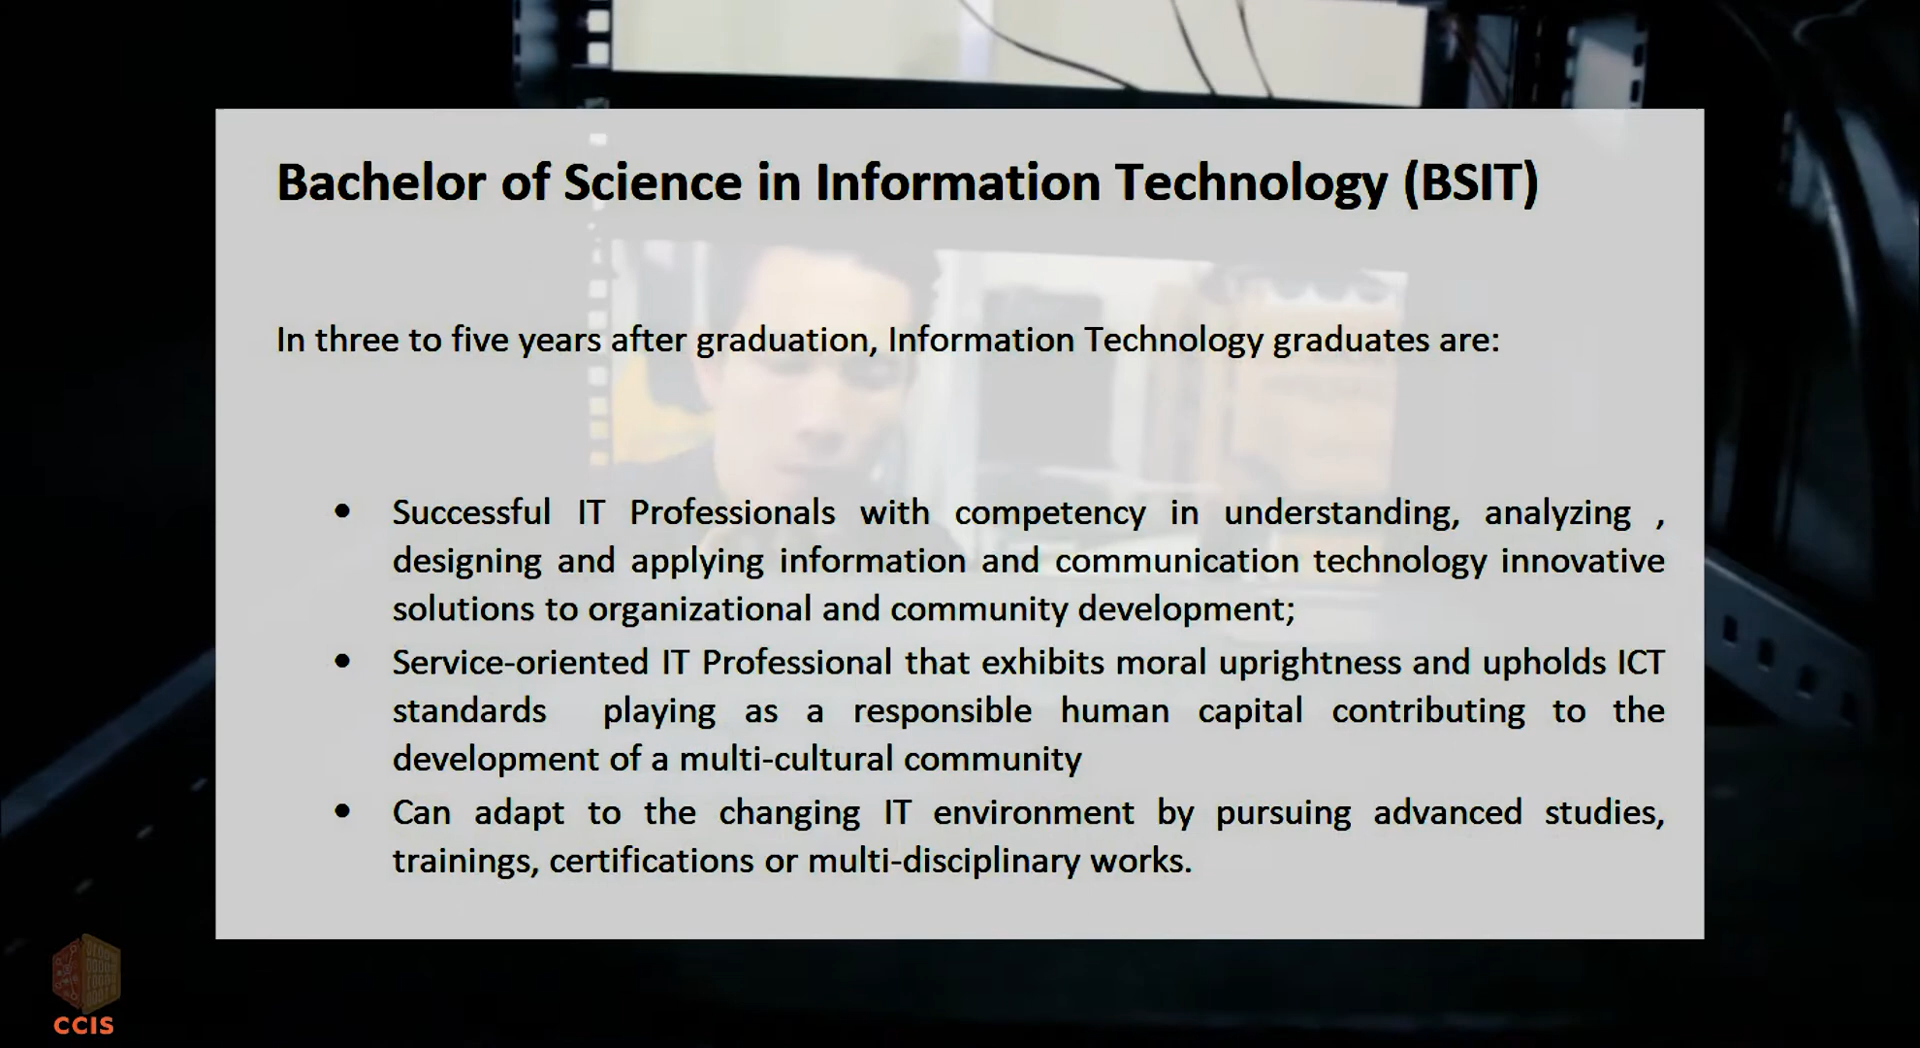 Bachelor of Science in Information Technology (BSIT)
In three to five years after graduation, Information Technology graduates are:
• Successful IT Professionals with competency in understanding, analyzing ,
designing and applying information and communication technology innovative
solutions to organizational and community development;
• Service-oriented IT Professional that exhibits moral uprightness and upholds ICT
standards playing as a responsible human capital contributing to the
development of a multi-cultural community
• Can adapt to the changing IT environment by pursuing advanced studies,
trainings, certifications or multi-disciplinary works.
CCIS